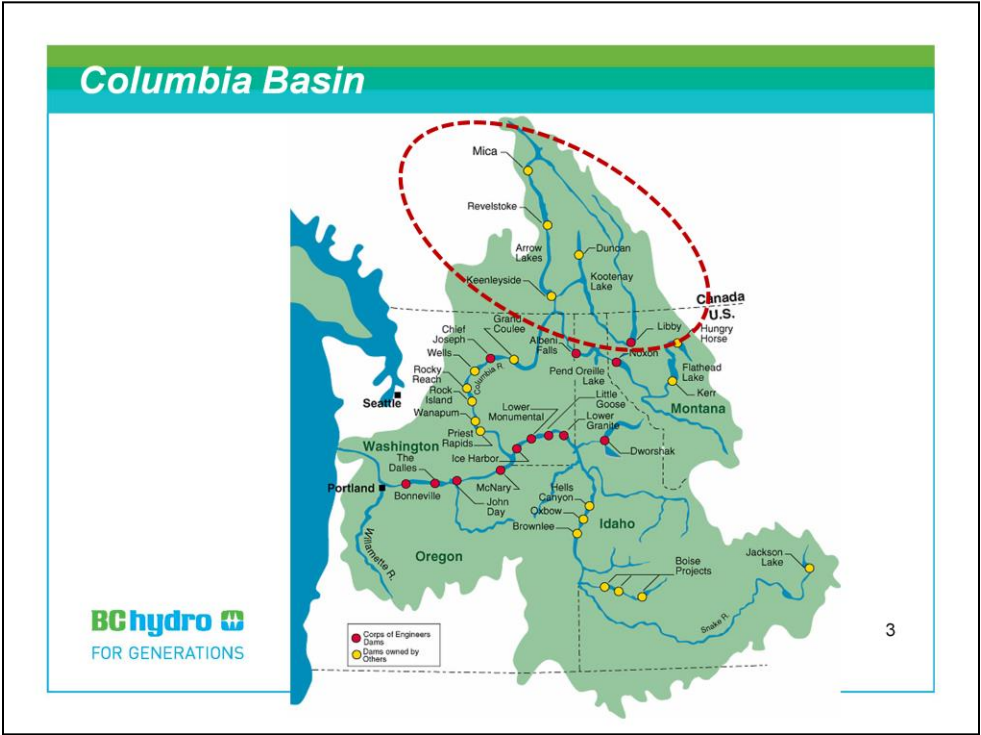 Columbia Basin
Mica
Revelstoke
Arrow
Lakes
Duncan
Kootenay
Lake
Keenleyside
Canada
U.S.
Grand
Coulee
Chief
Joseph
Albeni
Falls
Libby
Hungry
Horse
Noxon
Wells
Columbia R.
Pend Oreille
Lake
Flathead
Lake
Rocky
Reach
Rock
Island
Kerr
Seattle
Little
Goose
Montana
Wanapum
Lower
Monumental
Lower
Granite
Priest
Rapids
Washington
Ice Harbor
Dworshak
The
Dalles
Portland
Bonneville
McNary
John
Day
Hells
Canyon
Oxbow
Idaho
Brownlee
Willamette R.
Oregon
Boise
Projects
Jackson
Lake
Snake R.
BC hydro
FOR GENERATIONS
Corps of Engineers
Dams
Dams owned by
Others
3